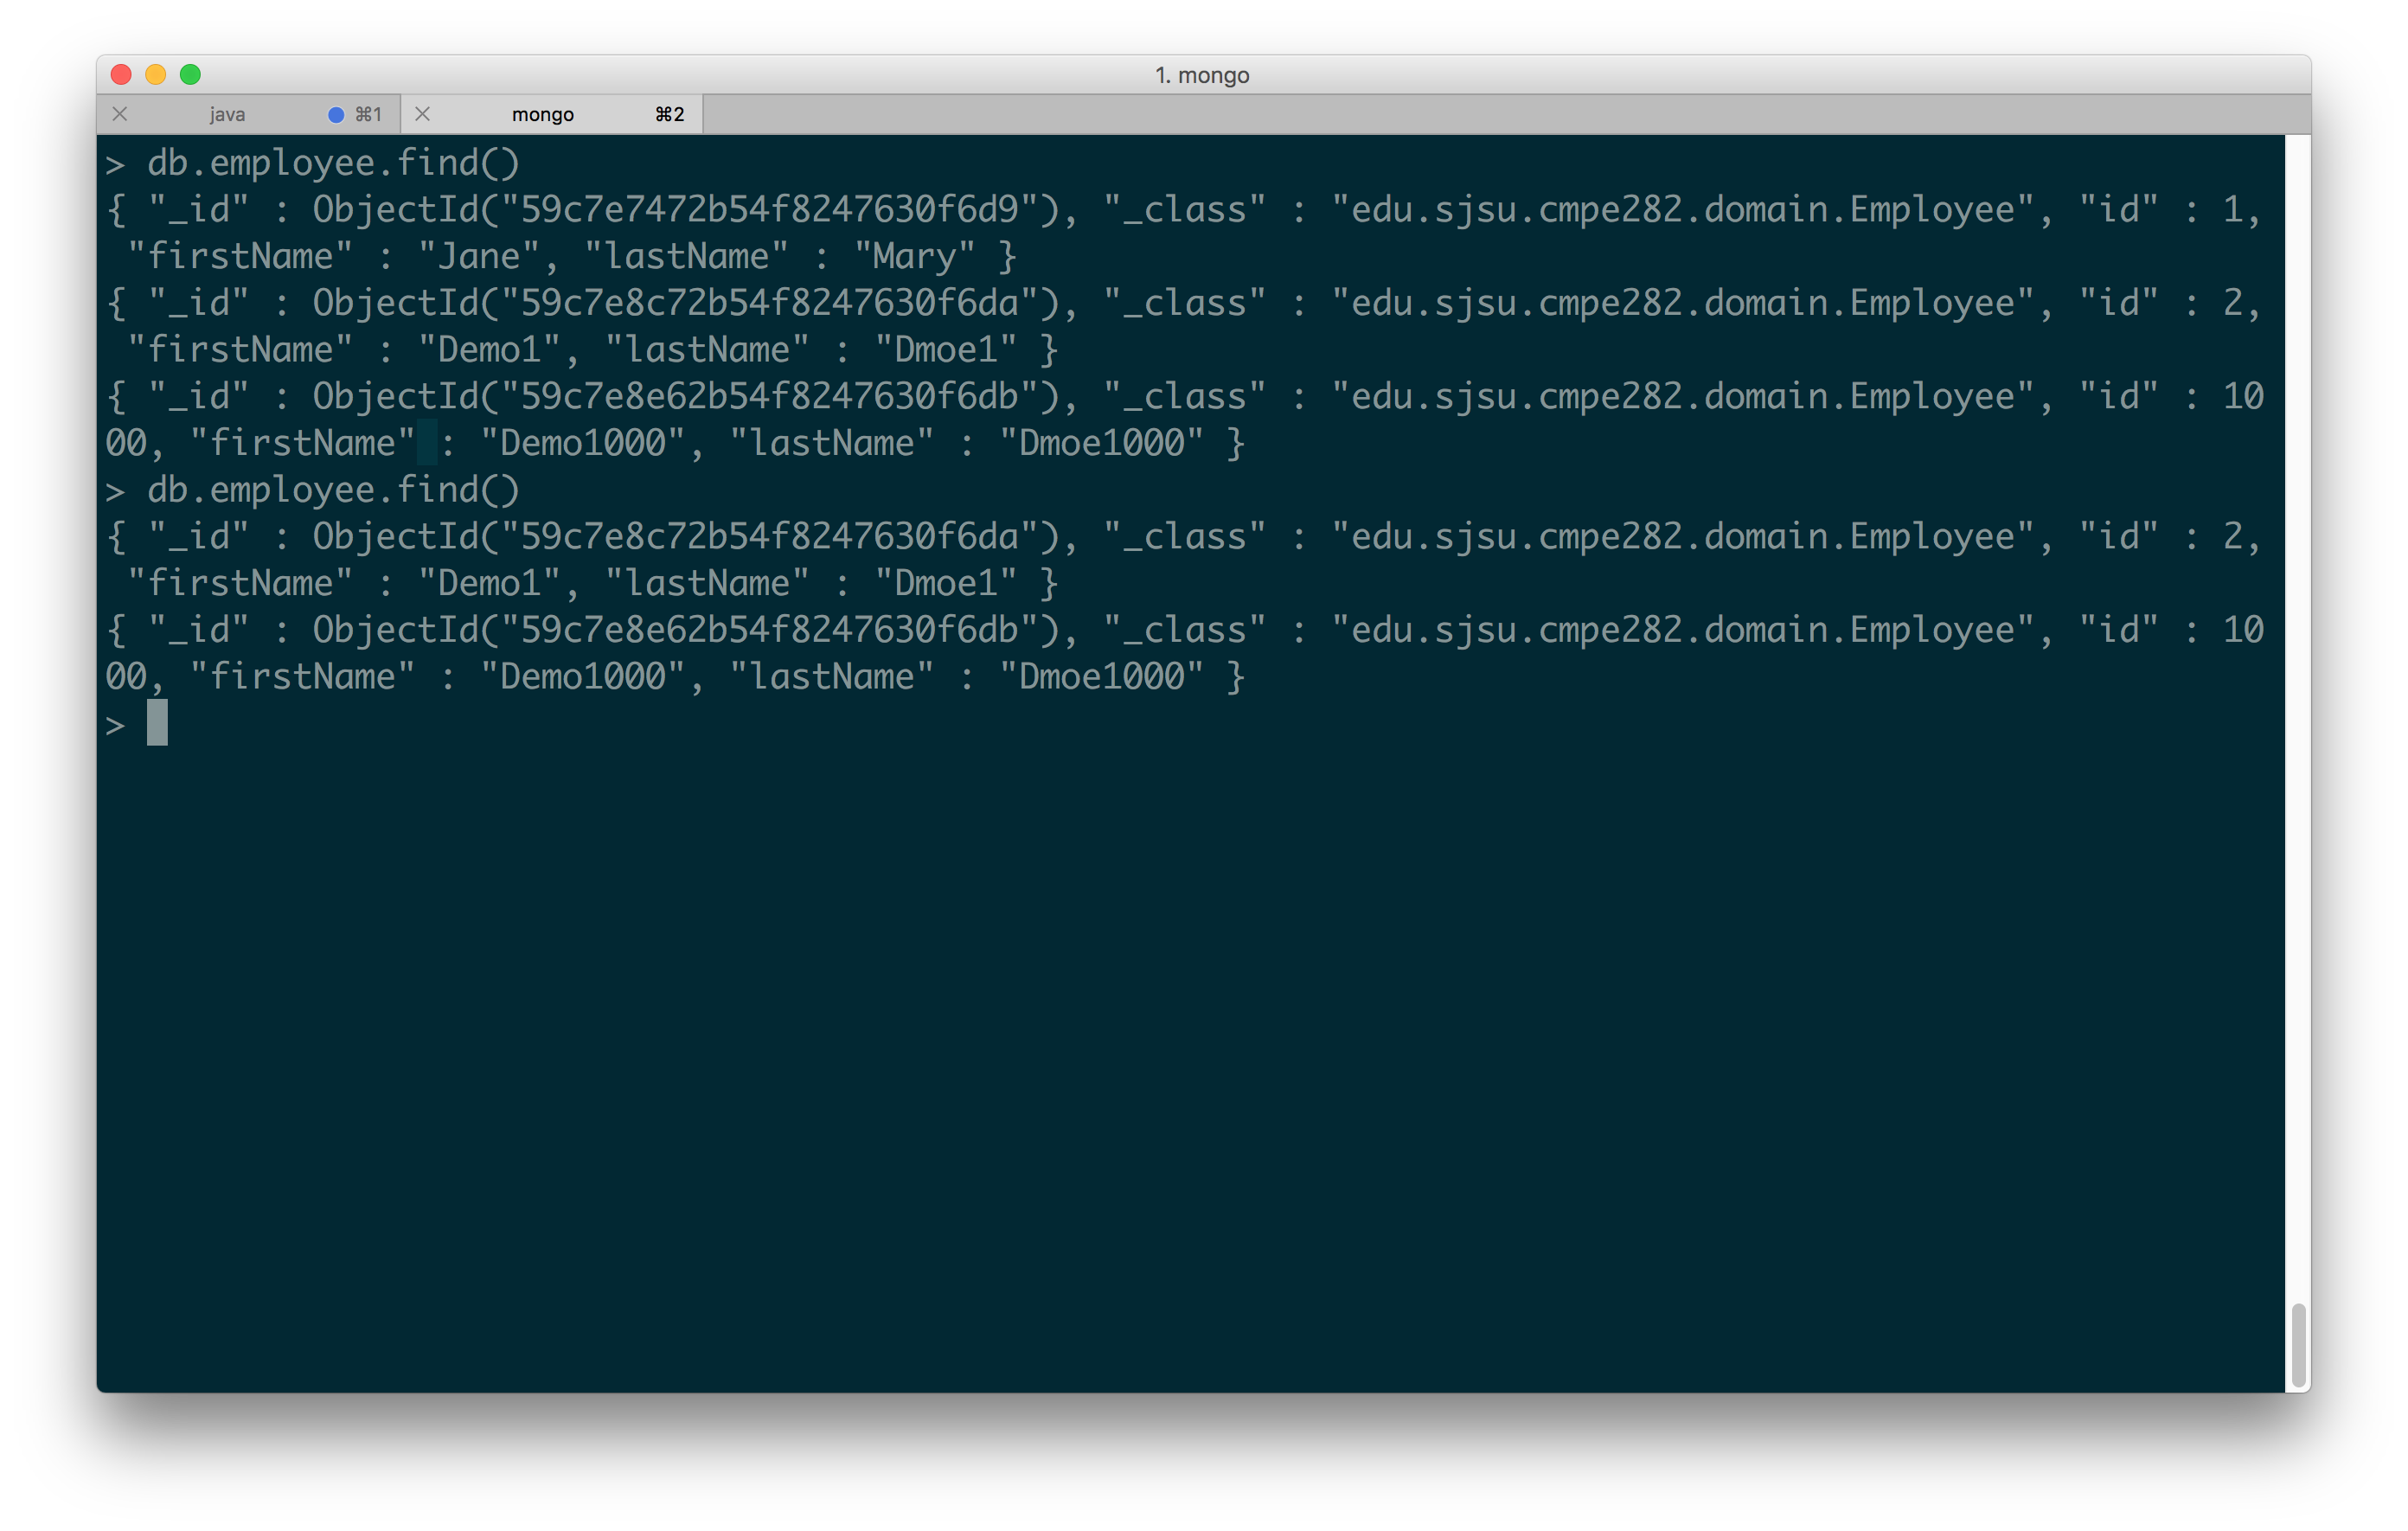 1. mongo
java ⌘1 mongo ⌘2
> db.employee.find()
{ "_id" : ObjectId("59c7e7472b54f8247630f6d9"), "_class" : "edu.sjsu.cmpe282.domain.Employee", "id" : 1,
 "firstName" : "Jane", "lastName" : "Mary" }
{ "_id" : ObjectId("59c7e8c72b54f8247630f6da"), "_class" : "edu.sjsu.cmpe282.domain.Employee", "id" : 2,
 "firstName" : "Demo1", "lastName" : "Dmoe1" }
{ "_id" : ObjectId("59c7e8e62b54f8247630f6db"), "_class" : "edu.sjsu.cmpe282.domain.Employee", "id" : 10
00, "firstName" : "Demo1000", "lastName" : "Dmoe1000" }
> db.employee.find()
{ "_id" : ObjectId("59c7e8c72b54f8247630f6da"), "_class" : "edu.sjsu.cmpe282.domain.Employee", "id" : 2,
 "firstName" : "Demo1", "lastName" : "Dmoe1" }
{ "_id" : ObjectId("59c7e8e62b54f8247630f6db"), "_class" : "edu.sjsu.cmpe282.domain.Employee", "id" : 10
00, "firstName" : "Demo1000", "lastName" : "Dmoe1000" }
>